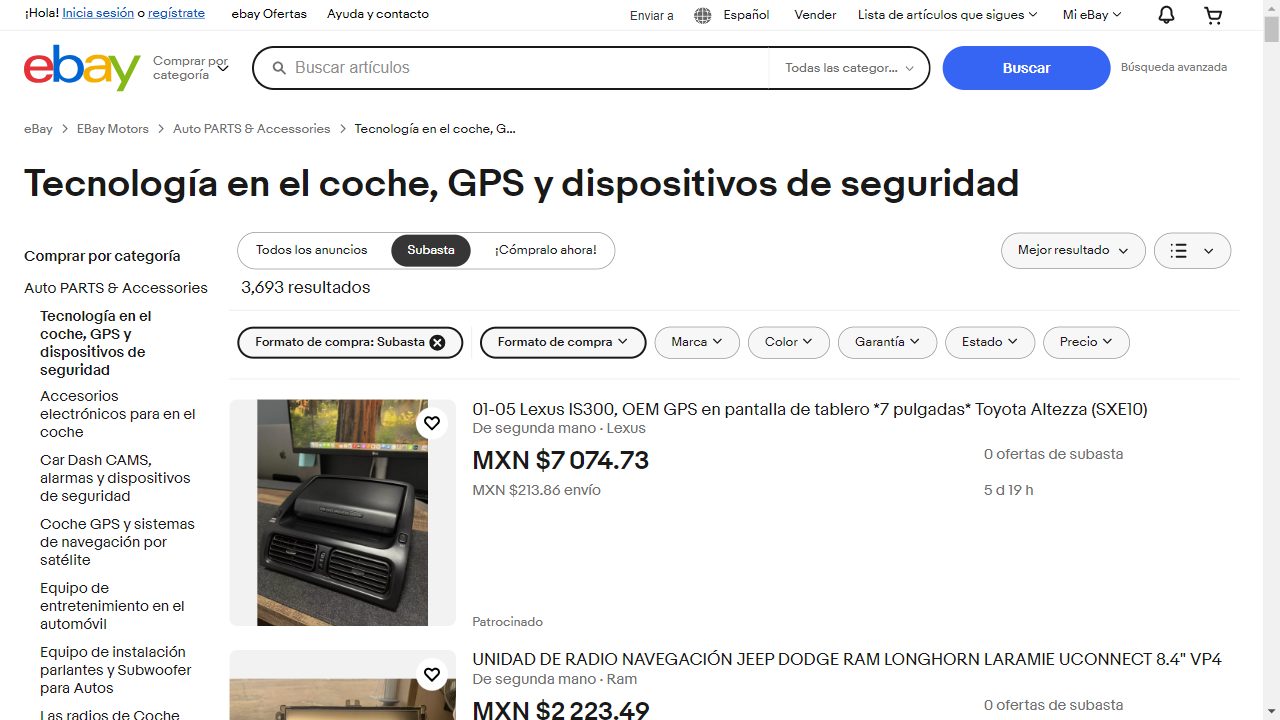 ¡Hola! Inicia sesión o regístrate
ebay Ofertas
Ayuda y contacto
Enviar a
Español
Vender
Lista de artículos que sigues
Mi eBay
ebay
Comprar por
categoría
Buscar artículos
Todas las categor...
Buscar
Búsqueda avanzada
eBay
EBay Motors
Auto PARTS & Accessories
Tecnología en el coche, G...
Tecnología en el coche, GPS y dispositivos de seguridad
Comprar por categoría
Auto PARTS & Accessories
Tecnología en el
coche, GPS y
dispositivos de
seguridad
Accesorios
electrónicos para en el
coche
Car Dash CAMS,
alarmas y dispositivos
de seguridad
Coche GPS y sistemas
de navegación por
satélite
Equipo de
entretenimiento en el
automóvil
Equipo de instalación
parlantes y Subwoofer
para Autos
Las radios de Coche
Todos los anuncios
Subasta
¡Cómpralo ahora!
Mejor resultado
3,693 resultados
Formato de compra: Subasta
Formato de compra
Marca
Color
Garantía
Estado
Precio
01-05 Lexus IS300, OEM GPS en pantalla de tablero *7 pulgadas* Toyota Altezza (SXE10)
De segunda mano · Lexus
MXN $7 074.73
0 ofertas de subasta
MXN $213.86 envío
5 d 19 h
Patrocinado
UNIDAD DE RADIO NAVEGACIÓN JEEP DODGE RAM LONGHORN LARAMIE UCONNECT 8.4" VP4
De segunda mano · Ram
MXN $2 223.49
0 ofertas de subasta